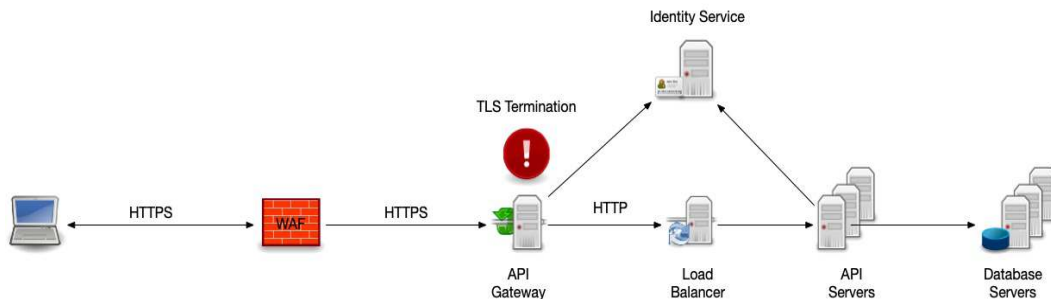 Identity Service
TLS Termination
HTTPS
WAF
HTTPS
HTTP
API
Gateway
Load
Balancer
API
Servers
Database
Servers